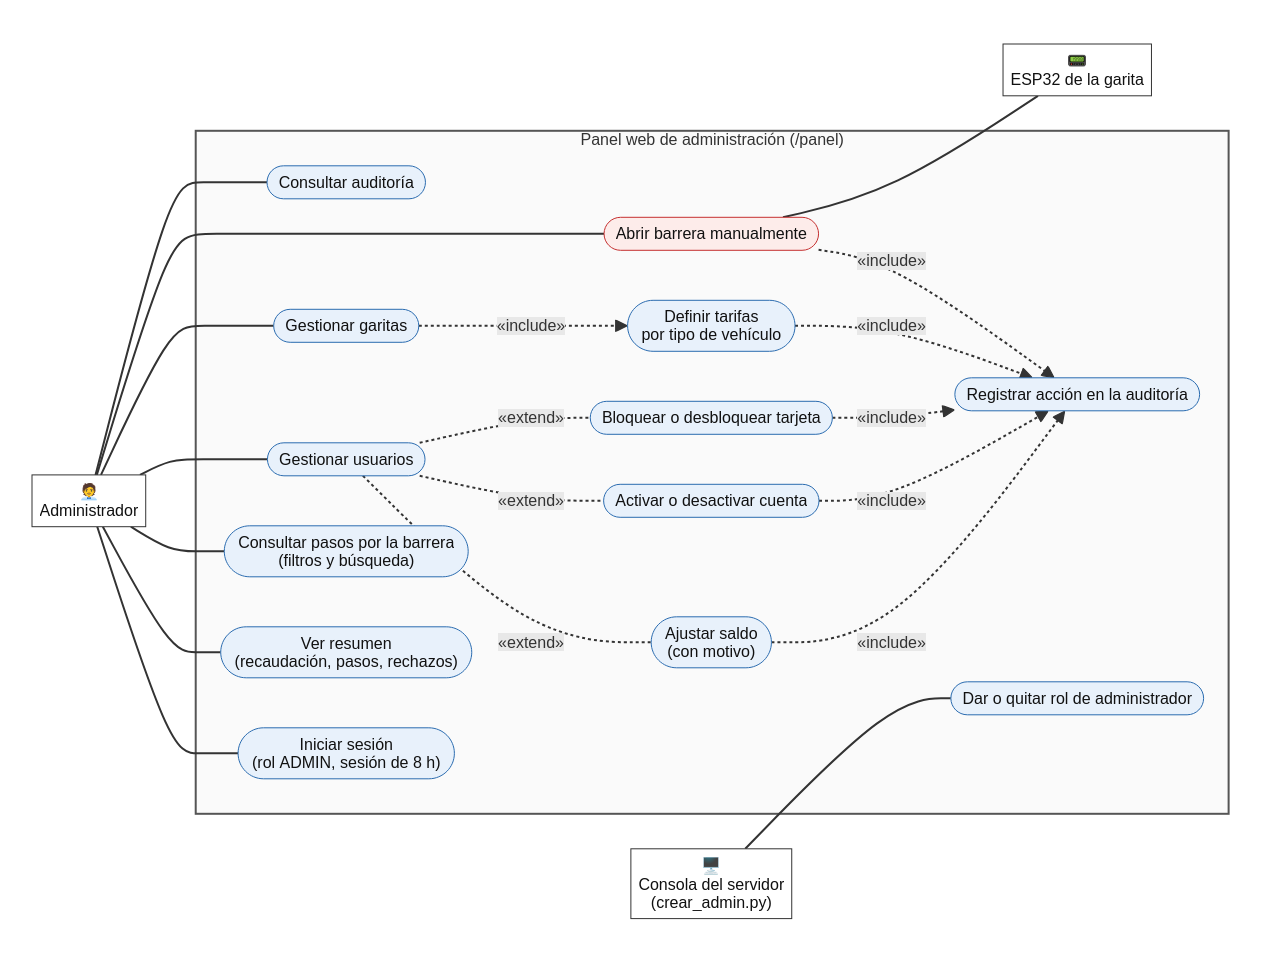 ESP32 de la garita
Panel web de administración (/panel)
Consultar auditoría
Abrir barrera manualmente
«include»
Gestionar garitas
«include»
Definir tarifas
por tipo de vehículo
«include»
Registrar acción en la auditoría
«extend»
Bloquear o desbloquear tarjeta
«include»
Gestionar usuarios
«extend»
Activar o desactivar cuenta
«include»
Administrador
Consultar pasos por la barrera
(filtros y búsqueda)
«extend»
Ajustar saldo
(con motivo)
«include»
Ver resumen
(recaudación, pasos, rechazos)
Dar o quitar rol de administrador
Iniciar sesión
(rol ADMIN, sesión de 8 h)
Consola del servidor
(crear_admin.py)